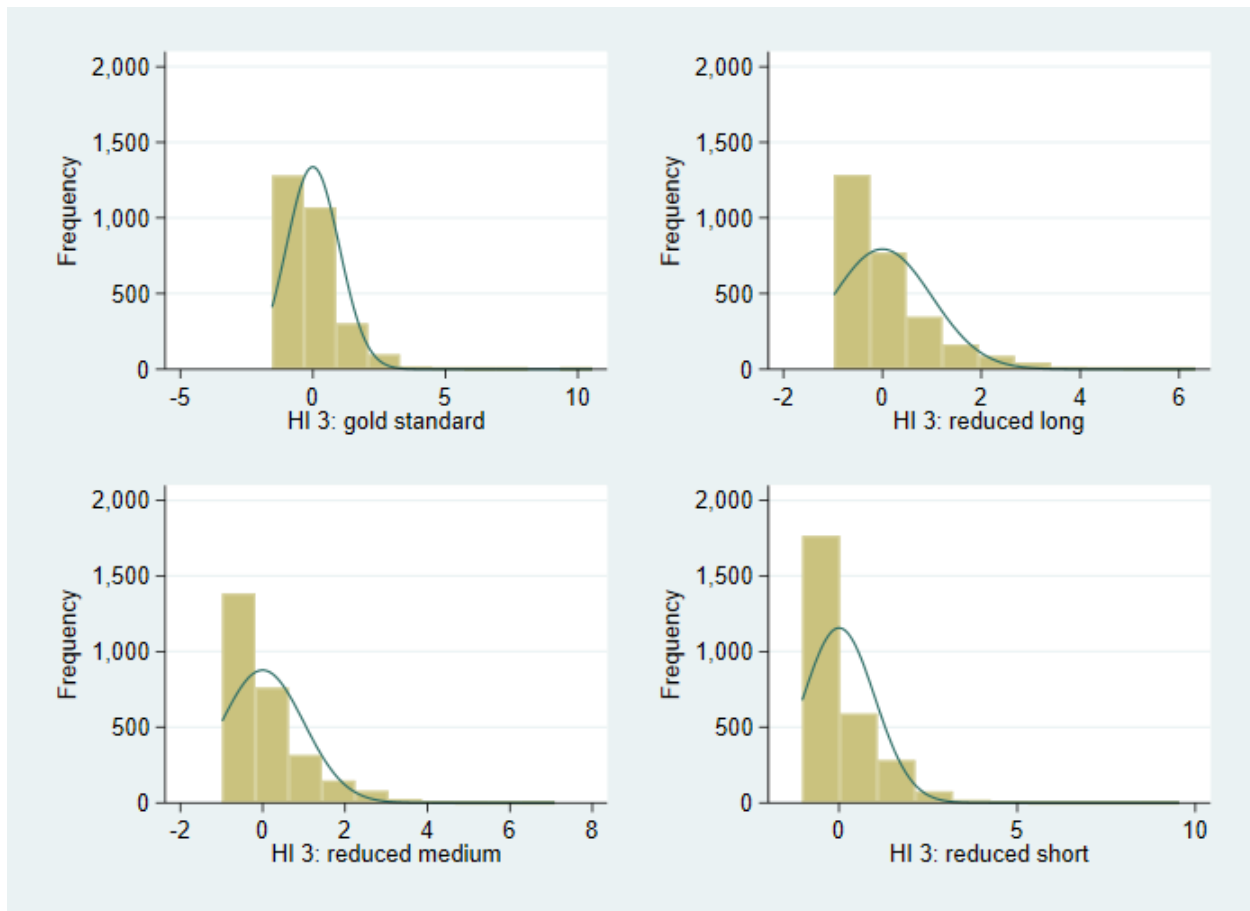 2,000
1,500
1,000
500
0
Frequency
-5 0 5 10
HI 3: gold standard
2,000
1,500
1,000
500
0
Frequency
-2 0 2 4 6
HI 3: reduced long
2,000
1,500
1,000
500
0
Frequency
-2 0 2 4 6 8
HI 3: reduced medium
2,000
1,500
1,000
500
0
Frequency
0 5 10
HI 3: reduced short